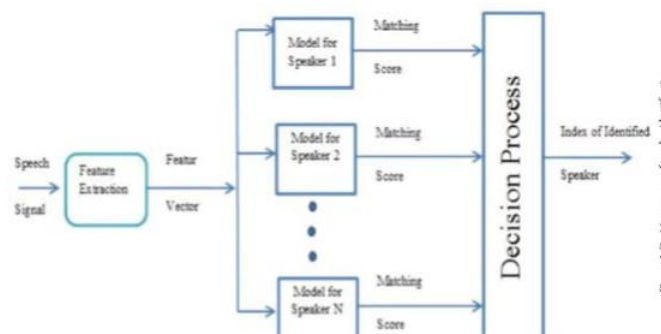 Speech
Signal
Feature
Extraction
Featur
Vector
Model for
Speaker 1
Matching
Score
Model for
Speaker 2
Matching
Score
Model for
Speaker N
Matching
Score
Decision Process
Index of Identified
Speaker